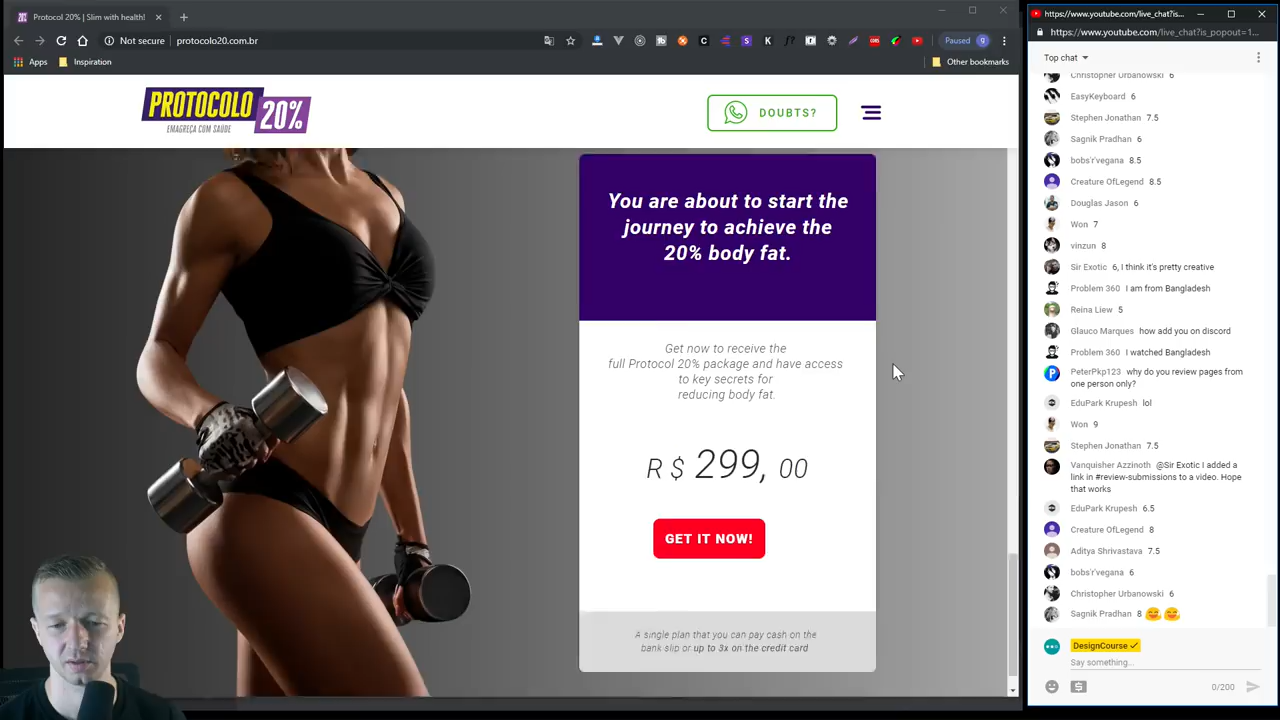 Protocol 20% | Slim with health!
https://www.youtube.com/live_chat?is...
Not secure
protocolo20.com.br
Paused
https://www.youtube.com/live_chat?is_popout=1...
Apps
Inspiration
Other bookmarks
Top chat
PROTOCOLO 20%
EMAGREÇA COM SAÚDE
DOUBTS?
You are about to start the
journey to achieve the
20% body fat.
Get now to receive the
full Protocol 20% package and have access
to key secrets for
reducing body fat.
R $ 299, 00
GET IT NOW!
A single plan that you can pay cash on the
bank slip or up to 3x on the credit card
Christopher Urbanowski 6
EasyKeyboard 6
Stephen Jonathan 7.5
Sagnik Pradhan 6
bobs'r'vegana 8.5
Creature OfLegend 8.5
Douglas Jason 6
Won 7
vinzun 8
Sir Exotic 6, I think it's pretty creative
Problem 360 I am from Bangladesh
Reina Liew 5
Glauco Marques how add you on discord
Problem 360 I watched Bangladesh
PeterPkp123 why do you review pages from
one person only?
EduPark Krupesh lol
Won 9
Stephen Jonathan 7.5
Vanquisher Azzinoth @Sir Exotic I added a
link in #review-submissions to a video. Hope
that works
EduPark Krupesh 6.5
Creature OfLegend 8
Aditya Shrivastava 7.5
bobs'r'vegana 6
Christopher Urbanowski 6
Sagnik Pradhan 8 🥰🥰
DesignCourse ✓
Say something...
0/200